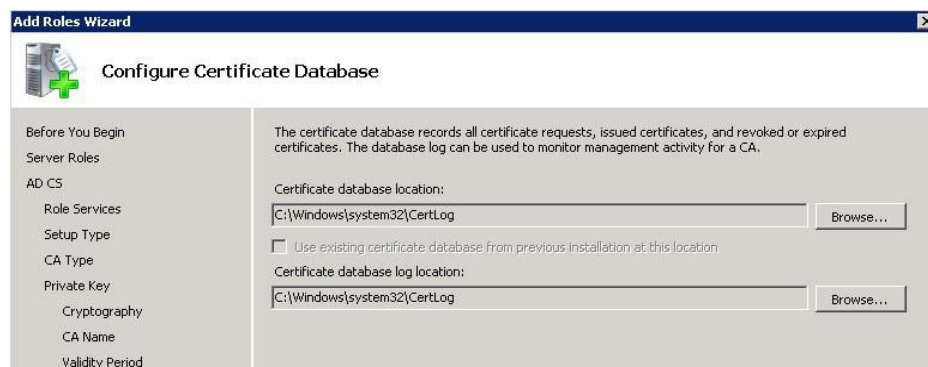 Add Roles Wizard
Configure Certificate Database
Before You Begin
Server Roles
AD CS
Role Services
Setup Type
CA Type
Private Key
Cryptography
CA Name
Validity Period
The certificate database records all certificate requests, issued certificates, and revoked or expired
certificates. The database log can be used to monitor management activity for a CA.
Certificate database location:
C:\Windows\system32\CertLog
Browse...
Use existing certificate database from previous installation at this location
Certificate database log location:
C:\Windows\system32\CertLog
Browse...